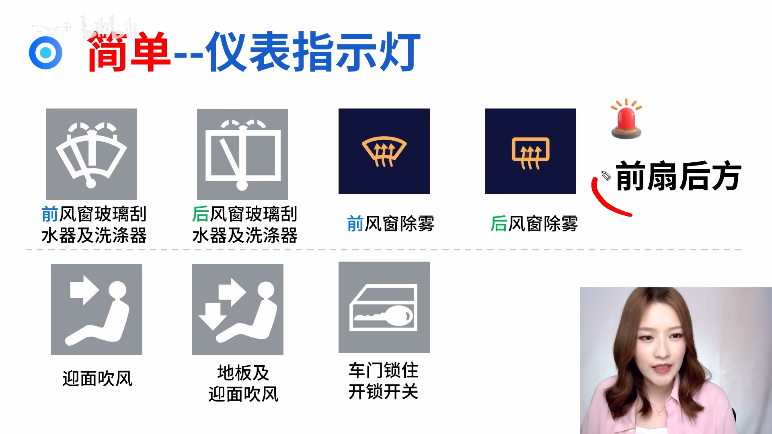 简单--仪表指示灯
前风窗玻璃刮
水器及洗涤器
后风窗玻璃刮
水器及洗涤器
前风窗除雾
后风窗除雾
前扇后方
迎面吹风
地板及
迎面吹风
车门锁住
开锁开关